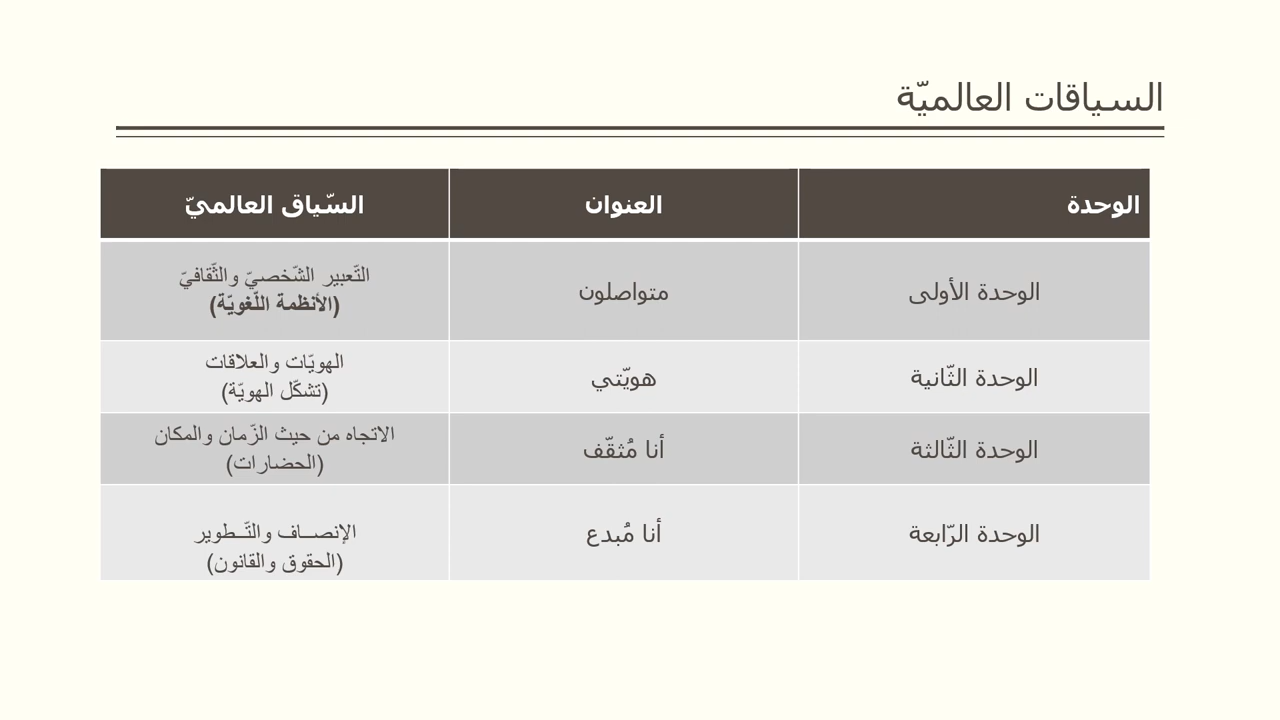 السياقات العالميّة
الوحدة
العنوان
السّياق العالميّ
الوحدة الأولى
متواصلون
التّعبير الشّخصيّ والثّقافيّ
(الأنظمة اللّغويّة)
الوحدة الثّانية
هويّتي
الهويّات والعلاقات
(تشكّل الهويّة)
الوحدة الثّالثة
أنا مُثقّف
الاتجاه من حيث الزّمان والمكان
(الحضارات)
الوحدة الرّابعة
أنا مُبدع
الإنصــاف والتّــطوير
(الحقوق والقانون)